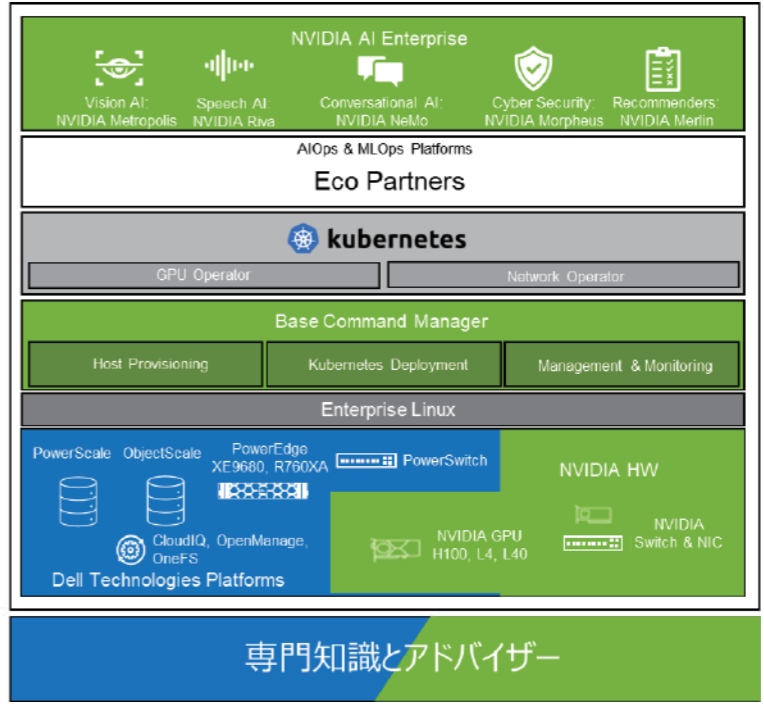 NVIDIA AI Enterprise
Vision AI:
NVIDIA Metropolis
Speech AI:
NVIDIA Riva
Conversational AI:
NVIDIA NeMo
Cyber Security:
NVIDIA Morpheus
Recommenders:
NVIDIA Merlin
AIOps & MLOps Platforms
Eco Partners
kubernetes
GPU Operator
Network Operator
Base Command Manager
Host Provisioning
Kubernetes Deployment
Management & Monitoring
Enterprise Linux
PowerScale
ObjectScale
PowerEdge
XE9680, R760XA
PowerSwitch
CloudIQ, OpenManage,
OneFS
Dell Technologies Platforms
NVIDIA GPU
H100, L4, L40
NVIDIA HW
NVIDIA
Switch & NIC
専門知識とアドバイザー